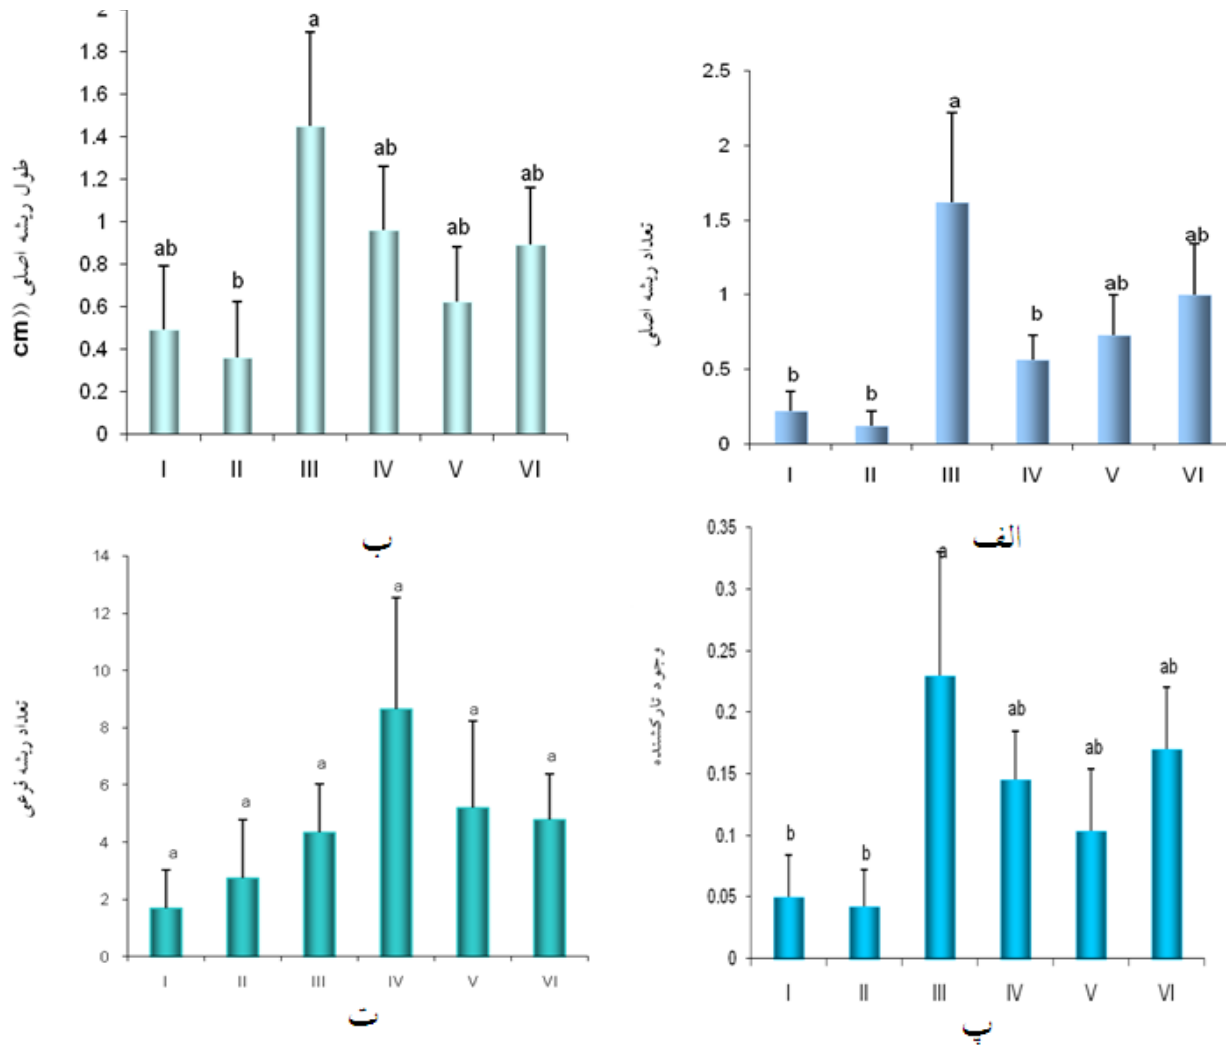 طول ریشه اصلی ((cm
2
1.8
1.6
1.4
1.2
1
0.8
0.6
0.4
0.2
0
ab
b
a
ab
ab
ab
I II III IV V VI
ب
تعداد ریشه اصلی
2.5
2
1.5
1
0.5
0
b
b
a
b
ab
ab
I II III IV V VI
الف
تعداد ریشه فرعی
14
12
10
8
6
4
2
0
a
a
a
a
a
a
I II III IV V VI
ت
وجود تارکشنده
0.35
0.3
0.25
0.2
0.15
0.1
0.05
0
b
b
a
ab
ab
ab
I II III IV V VI
پ